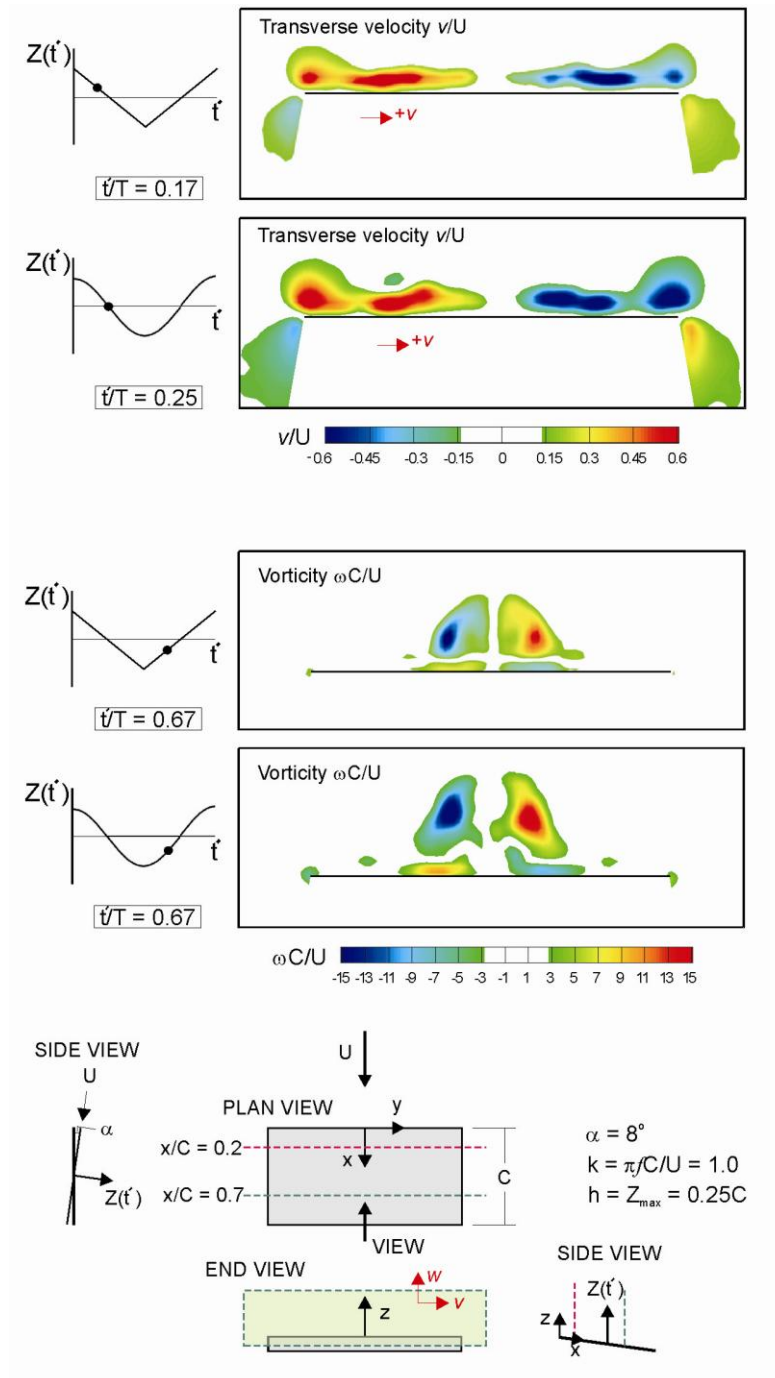 Z(t′)
t′
t′/T = 0.17
Transverse velocity v/U
+v
Z(t′)
t′
t′/T = 0.25
Transverse velocity v/U
+v
v/U
-0.6 -0.45 -0.3 -0.15 0 0.15 0.3 0.45 0.6
Z(t′)
t′
t′/T = 0.67
Vorticity ωC/U
Z(t′)
t′
t′/T = 0.67
Vorticity ωC/U
ωC/U
-15 -13 -11 -9 -7 -5 -3 -1 1 3 5 7 9 11 13 15
SIDE VIEW
U
α
Z(t′)
U
PLAN VIEW
y
x/C = 0.2
x
x/C = 0.7
C
VIEW
α = 8°
k = πfC/U = 1.0
h = Zmax = 0.25C
END VIEW
w
v
z
SIDE VIEW
Z(t′)
z
x